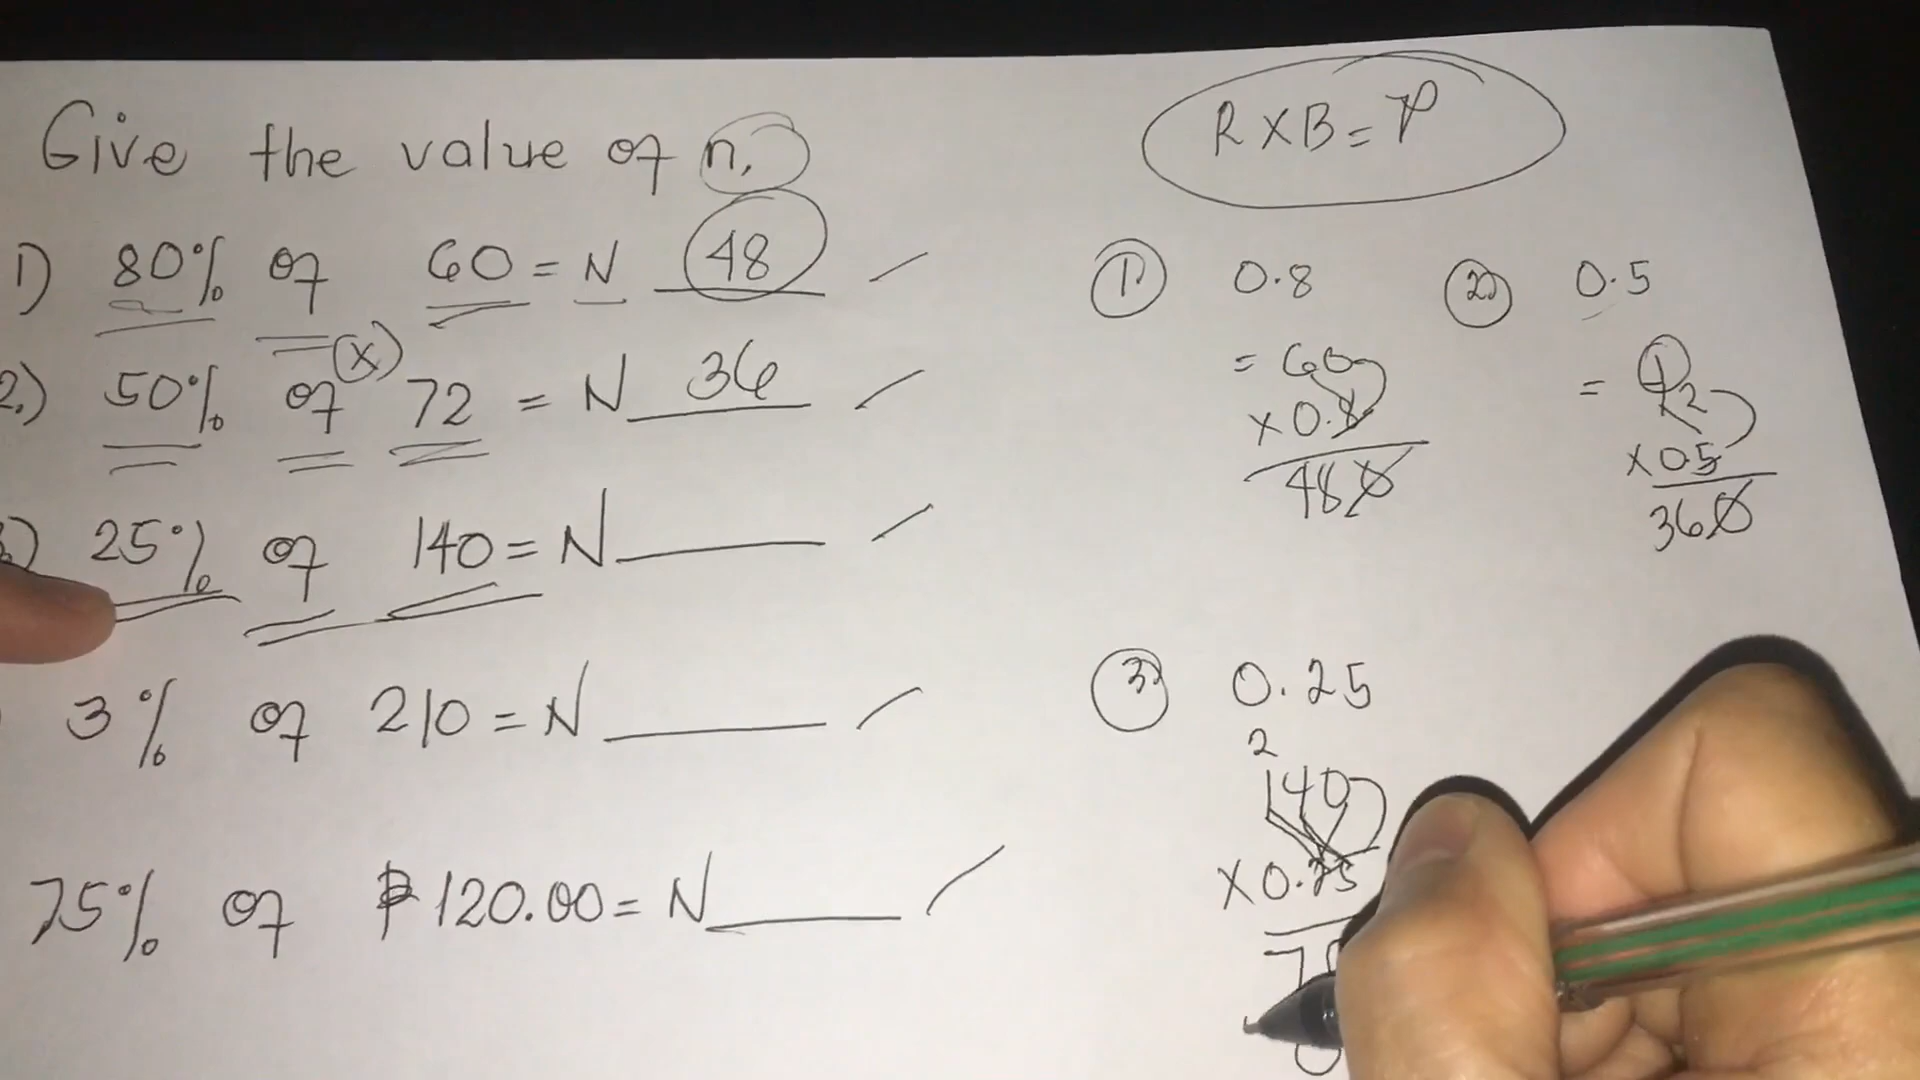 Give the value of n.
1) 80% of 60 = N 48
2.) 50% of (x) 72 = N 36
25% of 140 = N
3% of 210 = N
75% of ₱120.00 = N
R X B = P
1) 0.8
= 60
X 0.8
480
2) 0.5
= 72
X 0.5
360
3) 0.25
2
140
X 0.25